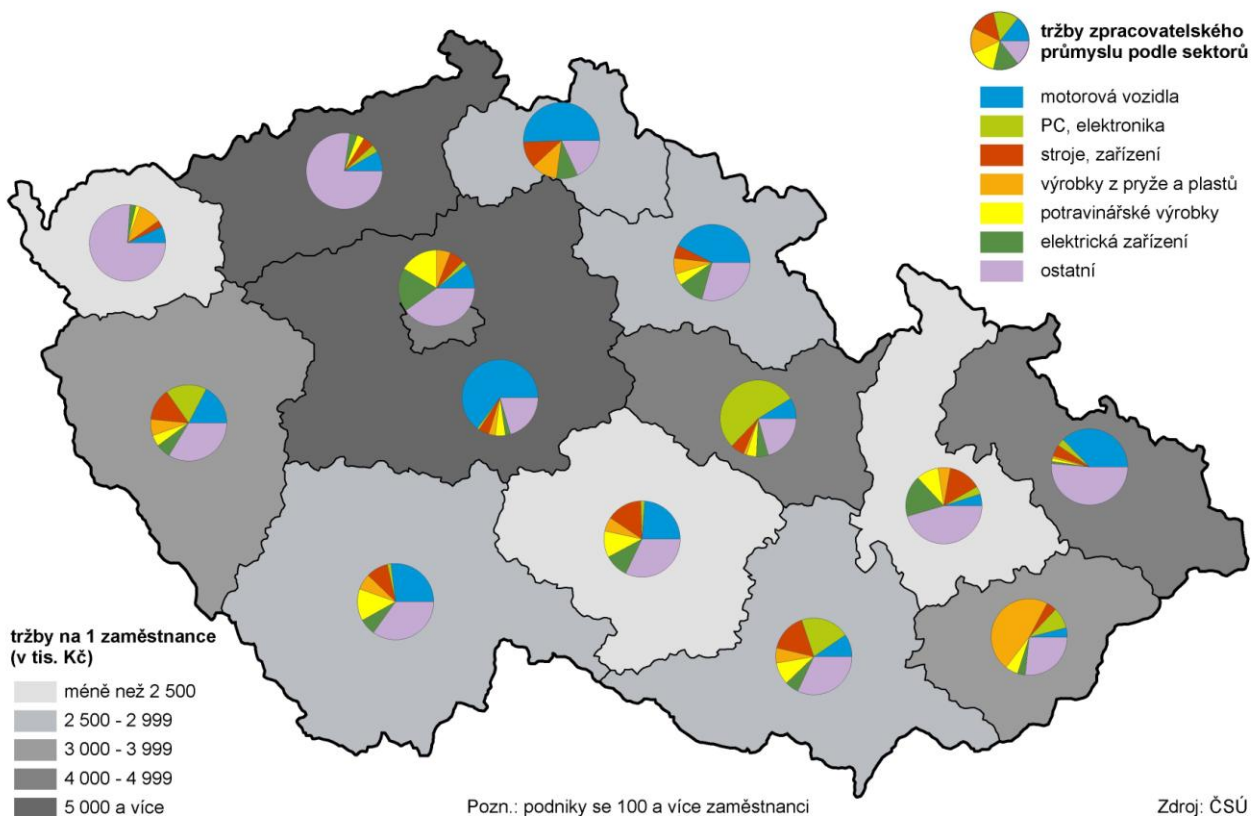 tržby zpracovatelského
průmyslu podle sektorů
motorová vozidla
PC, elektronika
stroje, zařízení
výrobky z pryže a plastů
potravinářské výrobky
elektrická zařízení
ostatní
tržby na 1 zaměstnance
(v tis. Kč)
méně než 2 500
2 500 - 2 999
3 000 - 3 999
4 000 - 4 999
5 000 a více
Pozn.: podniky se 100 a více zaměstnanci
Zdroj: ČSÚ